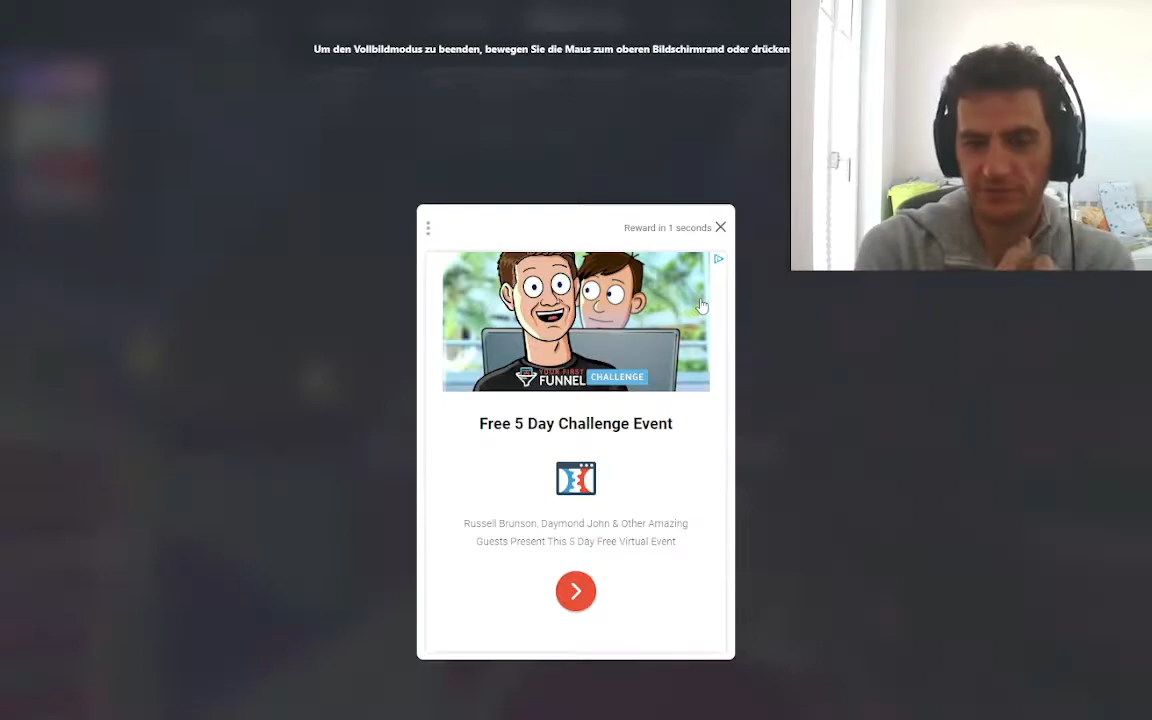 Um den Vollbildmodus zu beenden, bewegen Sie die Maus zum oberen Bildschirmrand oder drücken
Reward in 1 seconds
YOUR FIRST
FUNNEL CHALLENGE
Free 5 Day Challenge Event
Russell Brunson, Daymond John & Other Amazing
Guests Present This 5 Day Free Virtual Event